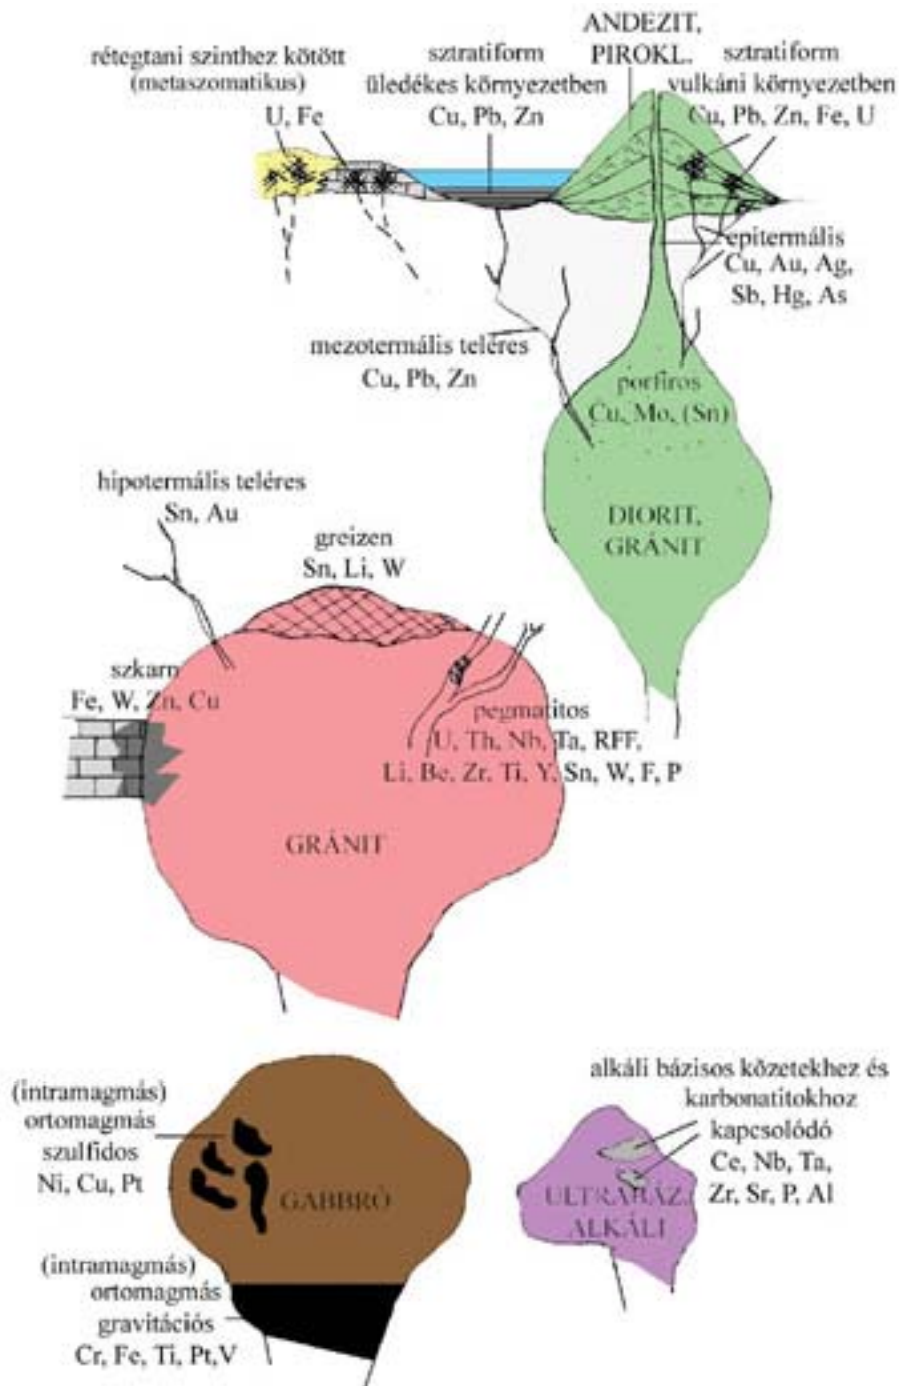 rétegtani szinthez kötött
(metaszomatikus)
U, Fe
sztratiform
üledékes környezetben
Cu, Pb, Zn
ANDEZIT,
PIROKL.
sztratiform
vulkáni környezetben
Cu, Pb, Zn, Fe, U
epitermális
Cu, Au, Ag,
Sb, Hg, As
mezotermális teléres
Cu, Pb, Zn
porfiros
Cu, Mo, (Sn)
DIORIT,
GRÁNIT
hipotermális teléres
Sn, Au
greizen
Sn, Li, W
szkarn
Fe, W, Zn, Cu
pegmatitos
U, Th, Nb, Ta, RFF,
Li, Be, Zr, Ti, Y, Sn, W, F, P
GRÁNIT
(intramagmás)
ortomagmás
szulfidos
Ni, Cu, Pt
GABBRÓ
(intramagmás)
ortomagmás
gravitációs
Cr, Fe, Ti, Pt,V
alkáli bázisos közetekhez és
karbonatitokhoz
kapcsolódó
Ce, Nb, Ta,
Zr, Sr, P, Al
ULTRABÁZ.
ALKÁLI